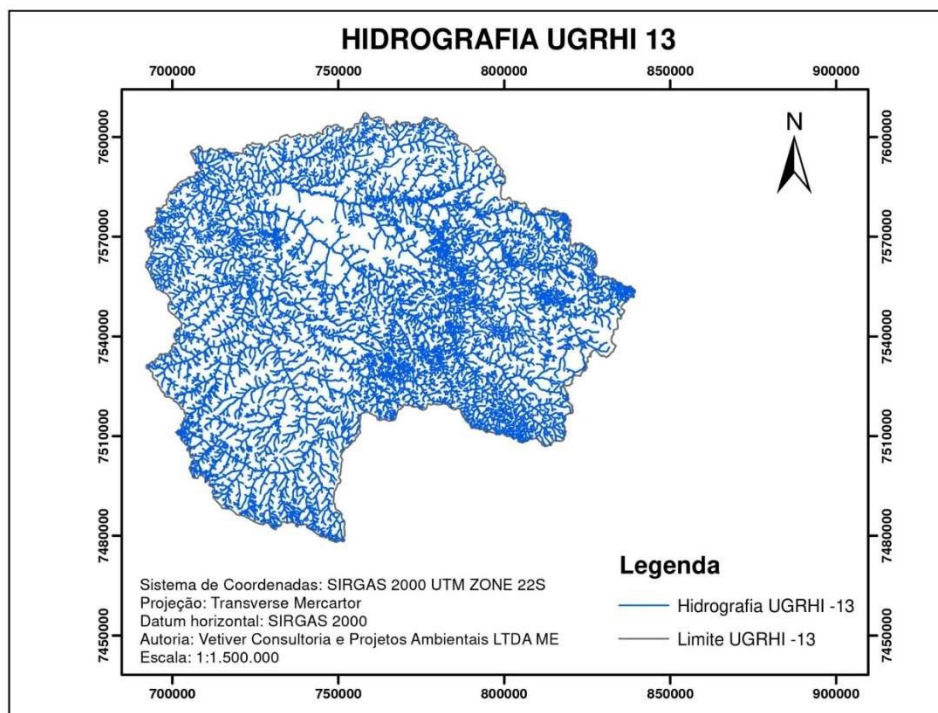 HIDROGRAFIA UGRHI 13
700000 750000 800000 850000 900000
7600000 7600000
7570000 7570000
7540000 7540000
7510000 7510000
7480000 7480000
7450000 7450000
N
Legenda
Hidrografia UGRHI -13
Limite UGRHI -13
Sistema de Coordenadas: SIRGAS 2000 UTM ZONE 22S
Projeção: Transverse Mercartor
Datum horizontal: SIRGAS 2000
Autoria: Vetiver Consultoria e Projetos Ambientais LTDA ME
Escala: 1:1.500.000
700000 750000 800000 850000 900000